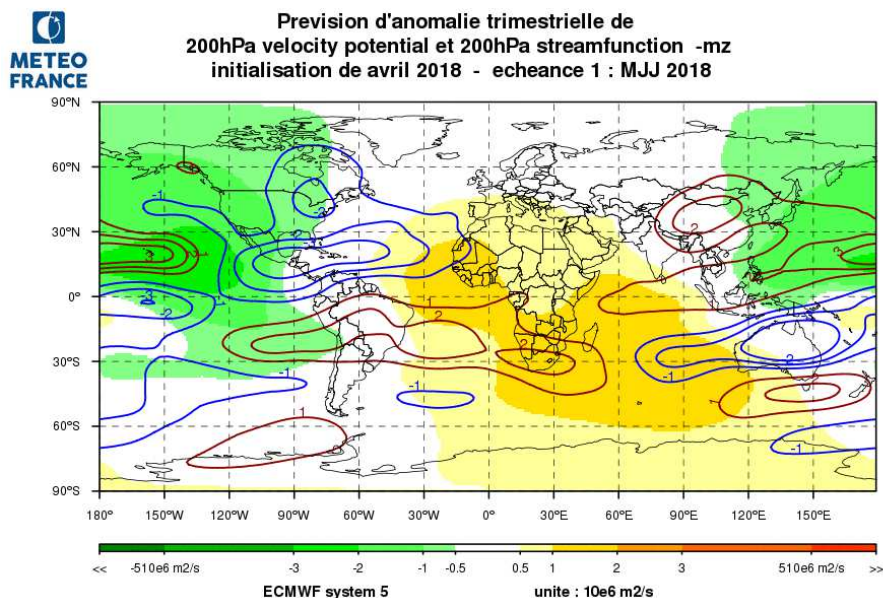 METEO
FRANCE
Prevision d'anomalie trimestrielle de
200hPa velocity potential et 200hPa streamfunction -mz
initialisation de avril 2018 - echeance 1 : MJJ 2018
90°N
60°N
30°N
0°
30°S
60°S
90°S
180° 150°W 120°W 90°W 60°W 30°W 0° 30°E 60°E 90°E 120°E 150°E
<< -510e6 m2/s -3 -2 -1 -0.5 0.5 1 2 3 510e6 m2/s >>
ECMWF system 5 unite : 10e6 m2/s